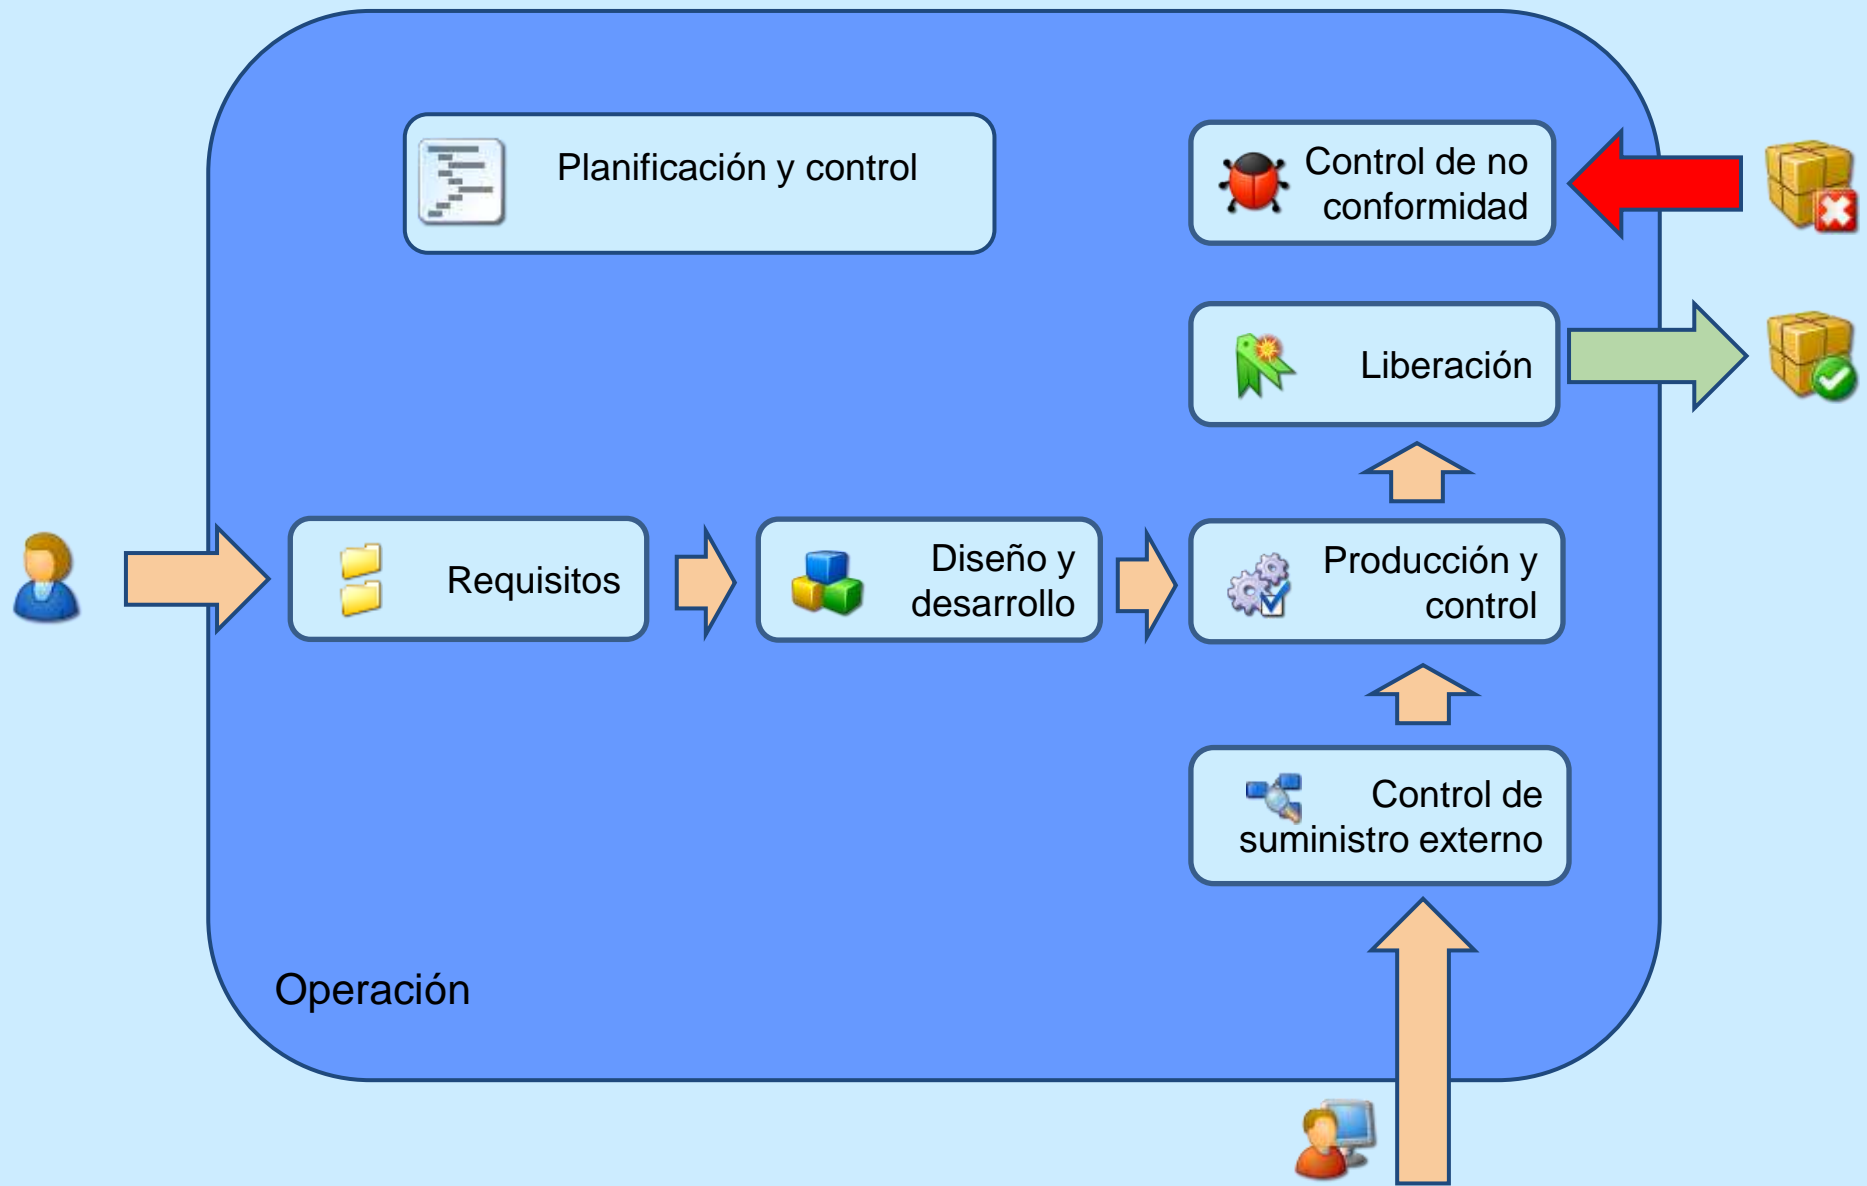 Planificación y control
Control de no
conformidad
Liberación
Requisitos
Diseño y
desarrollo
Producción y
control
Control de
suministro externo
Operación